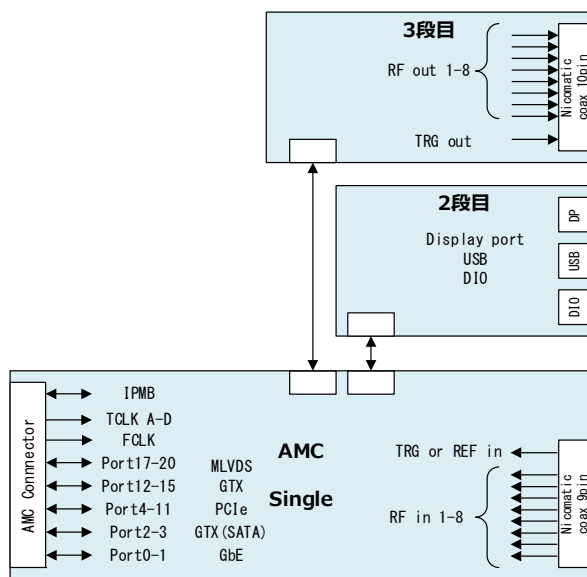 3段目
RF out 1-8
TRG out
Nicomatic
coax 10pin
2段目
Display port
USB
DIO
DP
USB
DIO
AMC Connnector
IPMB
TCLK A-D
FCLK
Port17-20 MLVDS
Port12-15 GTX
Port4-11 PCIe
Port2-3 GTX(SATA)
Port0-1 GbE
AMC
Single
TRG or REF in
RF in 1-8
Nicomatic
coax 9pin